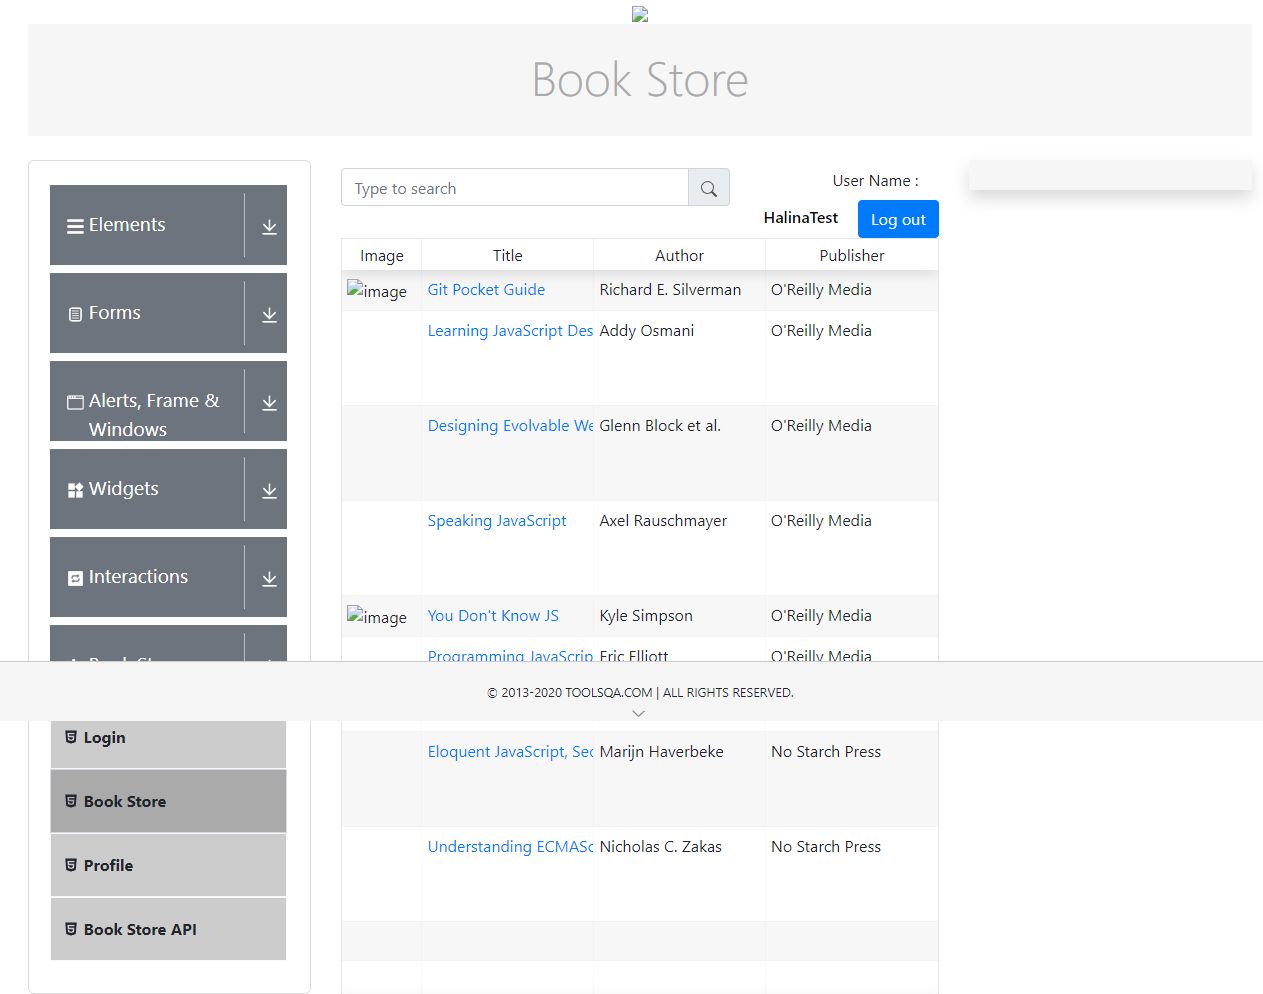 Book Store
Elements
Forms
Alerts, Frame &
Windows
Widgets
Interactions
Login
Book Store
Profile
Book Store API
Type to search
User Name :
HalinaTest
Log out
Image Title Author Publisher
image Git Pocket Guide Richard E. Silverman O'Reilly Media
Learning JavaScript Des Addy Osmani O'Reilly Media
Designing Evolvable We Glenn Block et al. O'Reilly Media
Speaking JavaScript Axel Rauschmayer O'Reilly Media
image You Don't Know JS Kyle Simpson O'Reilly Media
Programming JavaScrip Eric Elliott O'Reilly Media
© 2013-2020 TOOLSQA.COM | ALL RIGHTS RESERVED.
Eloquent JavaScript, Sec Marijn Haverbeke No Starch Press
Understanding ECMASc Nicholas C. Zakas No Starch Press